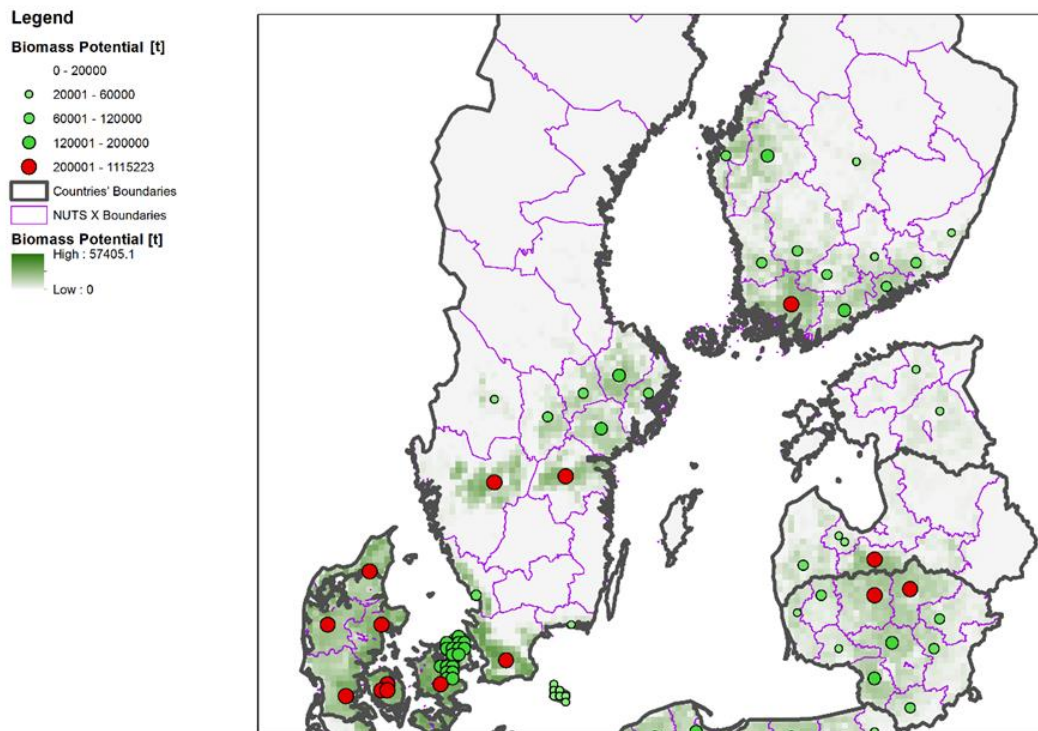 Legend
Biomass Potential [t]
0 - 20000
20001 - 60000
60001 - 120000
120001 - 200000
200001 - 1115223
Countries' Boundaries
NUTS X Boundaries
Biomass Potential [t]
High : 57405.1
Low : 0